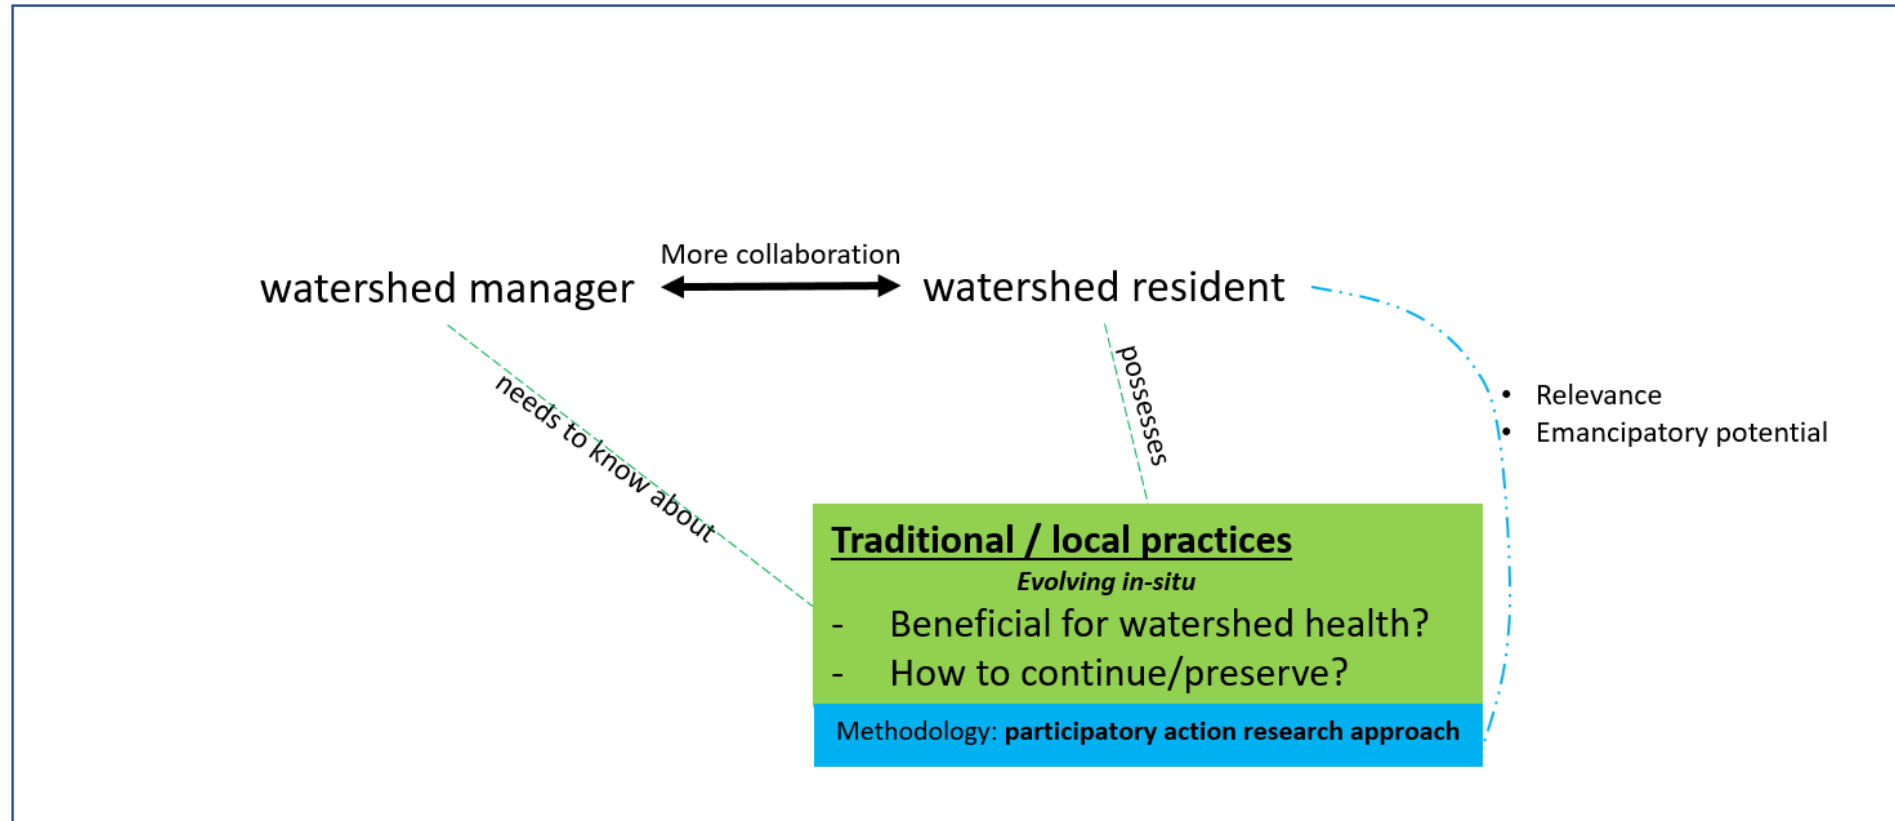 More collaboration
watershed manager
watershed resident
needs to know about
possesses
• Relevance
• Emancipatory potential
Traditional / local practices
Evolving in-situ
- Beneficial for watershed health?
- How to continue/preserve?
Methodology: participatory action research approach